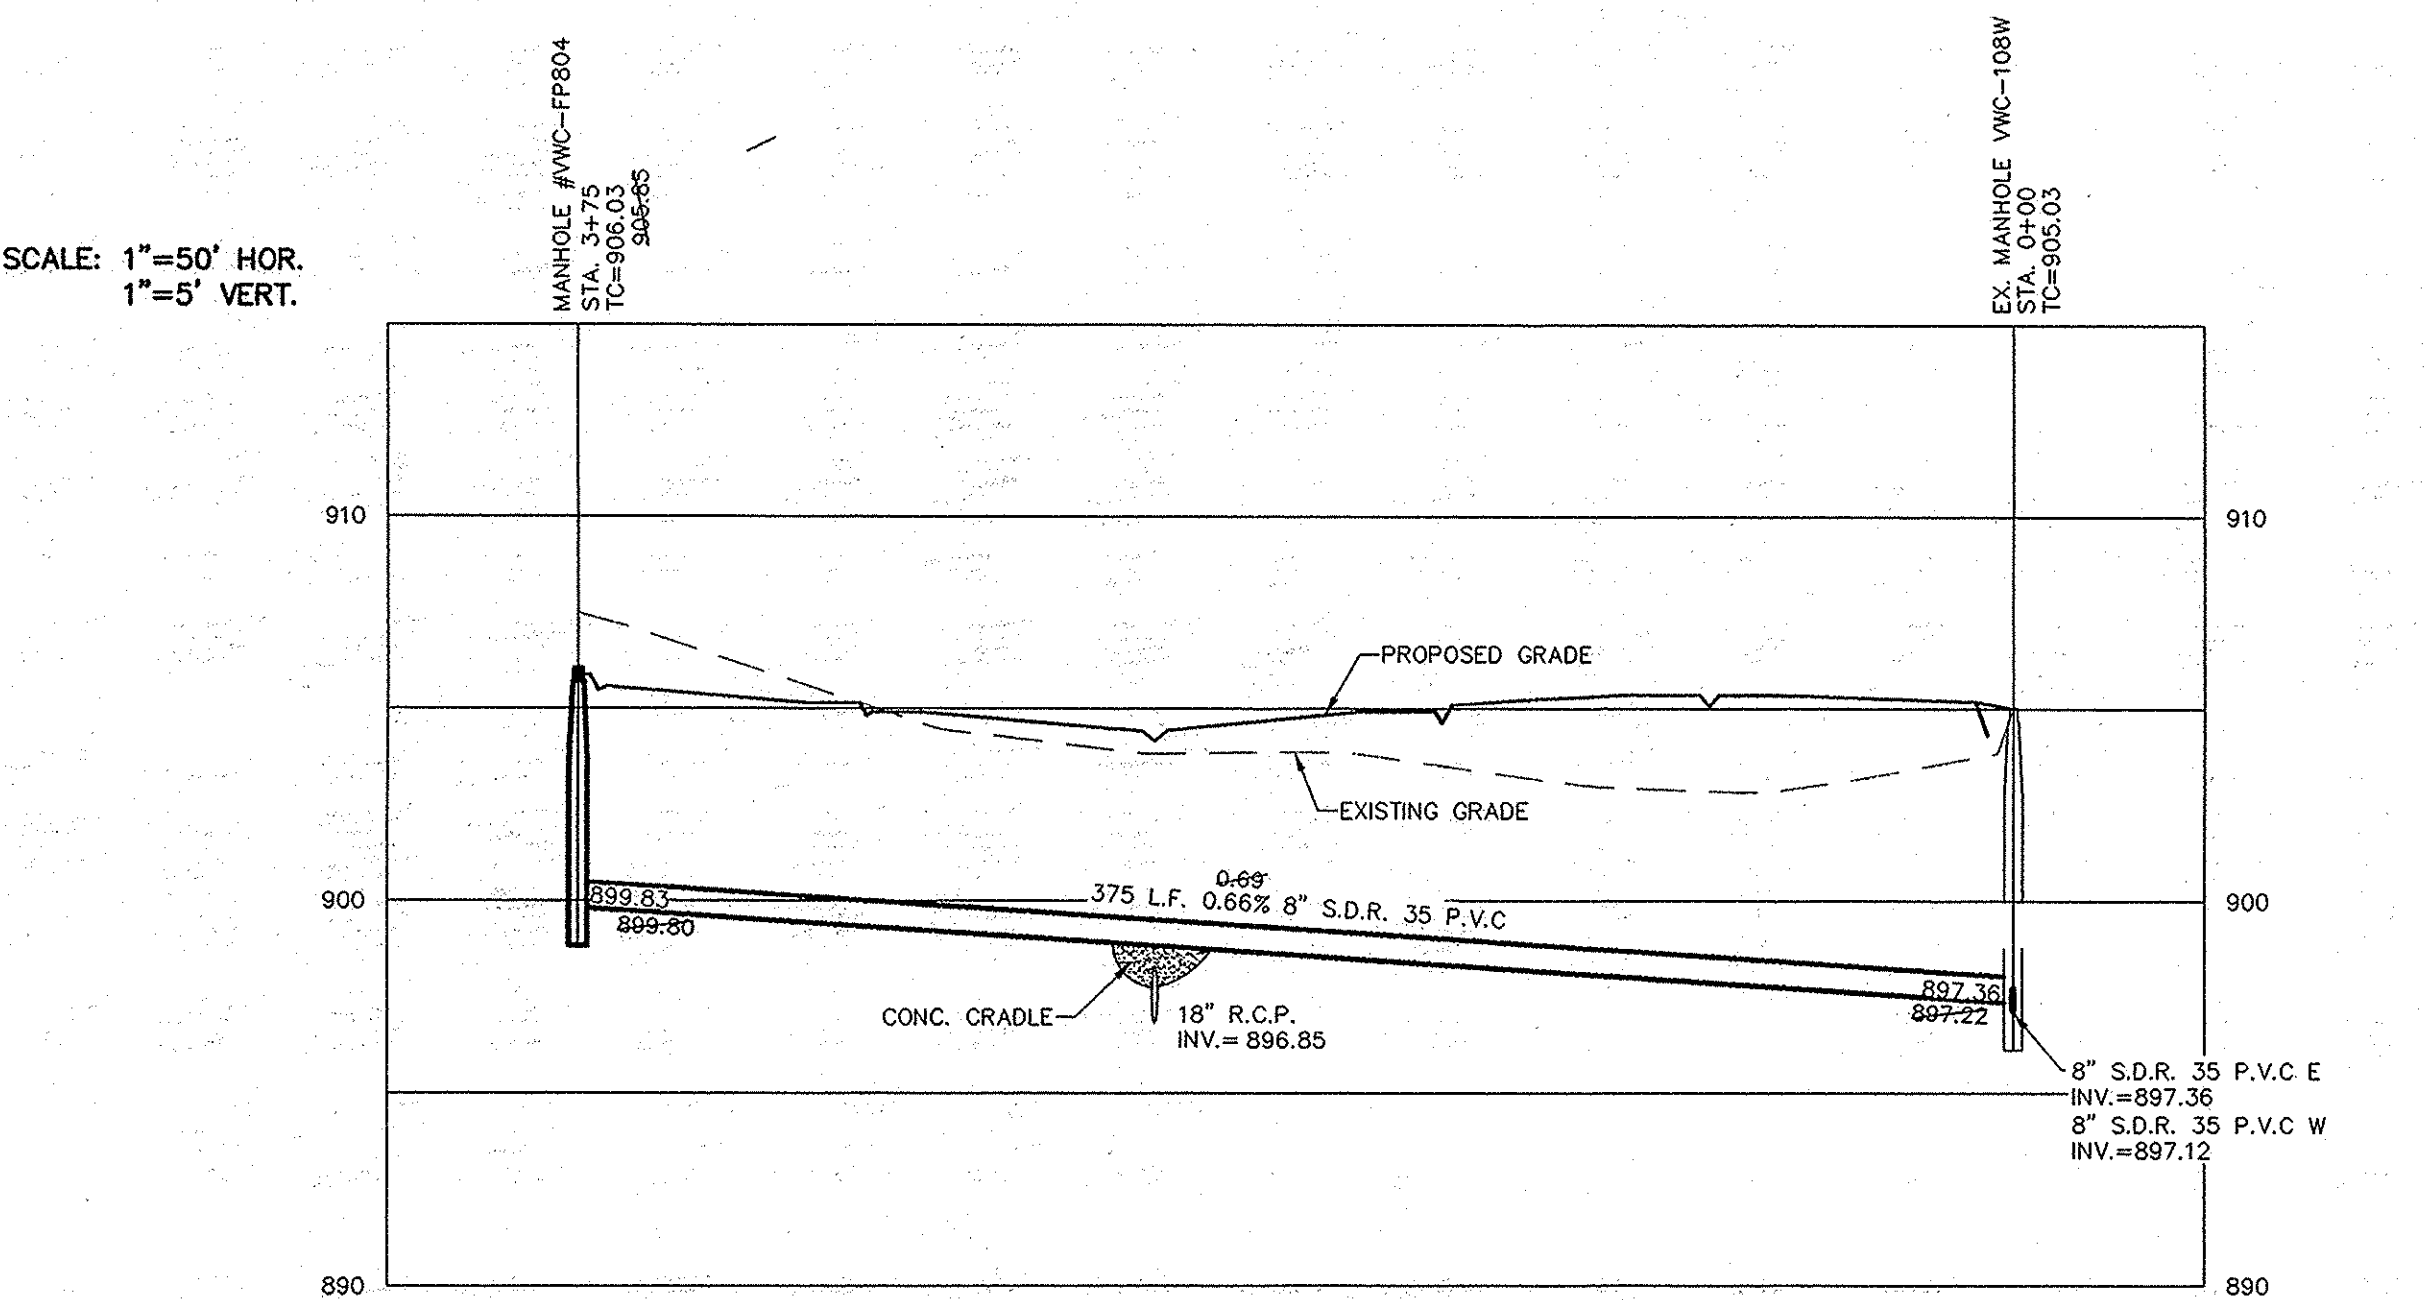 SCALE: 1"=50' HOR.
1"=5' VERT.
MANHOLE #VWC-FP804
STA. 3+75
TC=906.03
905.85
EX. MANHOLE VWC-108W
STA. 0+00
TC=905.03
910
910
PROPOSED GRADE
EXISTING GRADE
900
900
899.83
899.80
0.69
375 L.F. 0.66% 8" S.D.R. 35 P.V.C
CONC. CRADLE
18" R.C.P.
INV.= 896.85
897.36
897.22
8" S.D.R. 35 P.V.C E
INV.=897.36
8" S.D.R. 35 P.V.C W
INV.=897.12
890
890